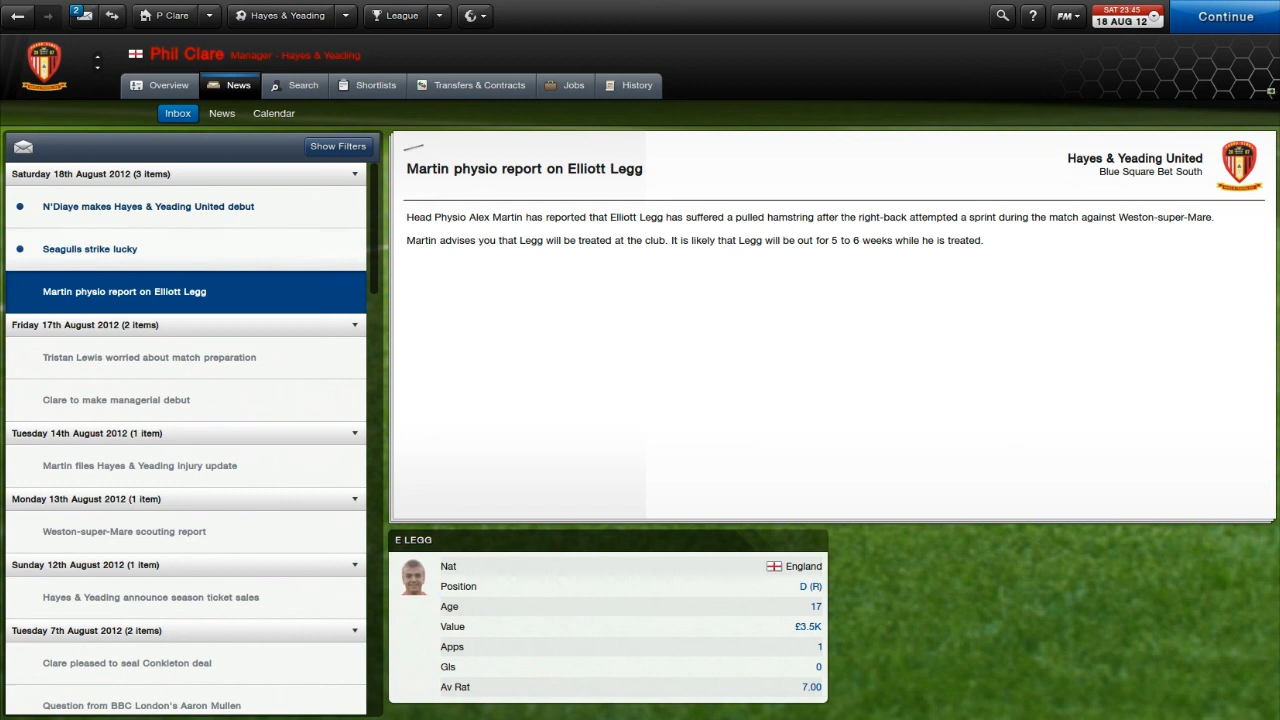 2
P Clare
Hayes & Yeading
League
?
FM
SAT 23:45
18 AUG 12
Continue
Phil Clare Manager - Hayes & Yeading
Overview
News
Search
Shortlists
Transfers & Contracts
Jobs
History
Inbox
News
Calendar
Show Filters
Saturday 18th August 2012 (3 items)
N'Diaye makes Hayes & Yeading United debut
Seagulls strike lucky
Martin physio report on Elliott Legg
Friday 17th August 2012 (2 items)
Tristan Lewis worried about match preparation
Clare to make managerial debut
Tuesday 14th August 2012 (1 item)
Martin files Hayes & Yeading injury update
Monday 13th August 2012 (1 item)
Weston-super-Mare scouting report
Sunday 12th August 2012 (1 item)
Hayes & Yeading announce season ticket sales
Tuesday 7th August 2012 (2 items)
Clare pleased to seal Conkleton deal
Question from BBC London's Aaron Mullen
Martin physio report on Elliott Legg
Hayes & Yeading United
Blue Square Bet South
Head Physio Alex Martin has reported that Elliott Legg has suffered a pulled hamstring after the right-back attempted a sprint during the match against Weston-super-Mare.
Martin advises you that Legg will be treated at the club. It is likely that Legg will be out for 5 to 6 weeks while he is treated.
E LEGG
Nat England
Position D (R)
Age 17
Value £3.5K
Apps 1
Gls 0
Av Rat 7.00